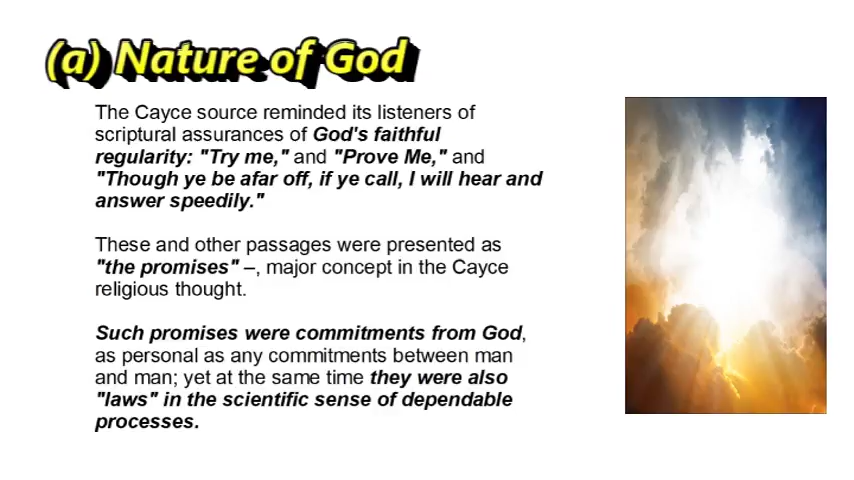 (a) Nature of God
The Cayce source reminded its listeners of
scriptural assurances of God's faithful
regularity: "Try me," and "Prove Me," and
"Though ye be afar off, if ye call, I will hear and
answer speedily."
These and other passages were presented as
"the promises" –, major concept in the Cayce
religious thought.
Such promises were commitments from God,
as personal as any commitments between man
and man; yet at the same time they were also
"laws" in the scientific sense of dependable
processes.